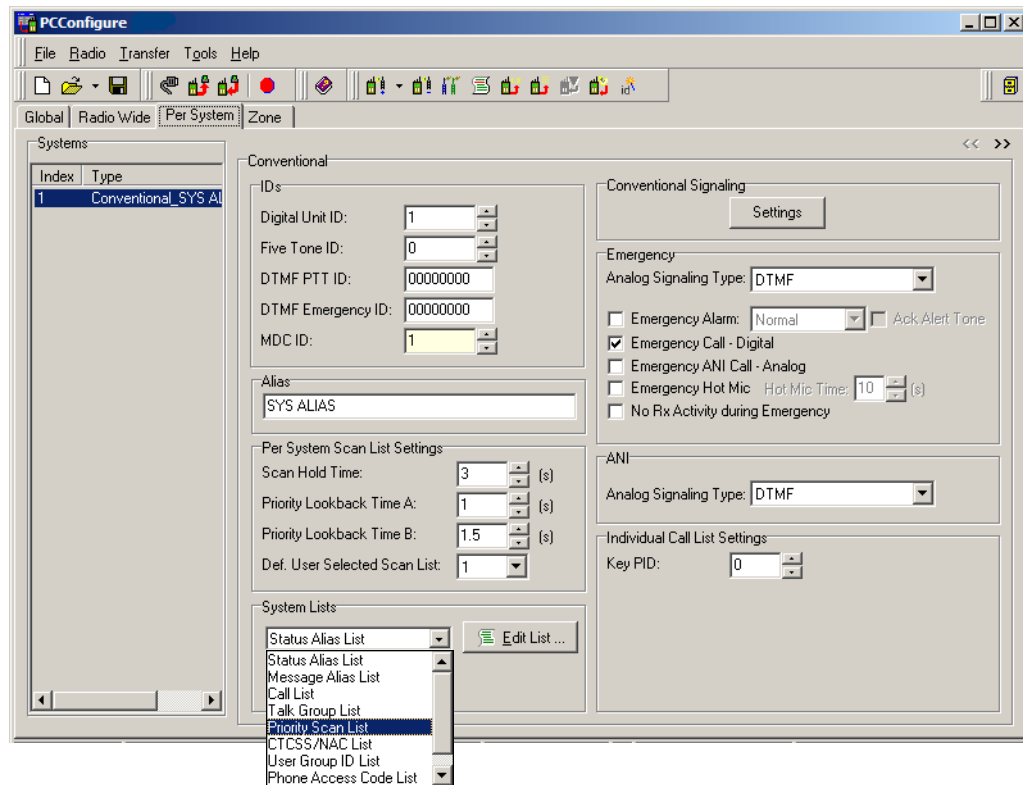 PCConfigure
File Radio Transfer Tools Help
id
Global Radio Wide Per System Zone
Systems
<< >>
Index Type
1 Conventional_SYS AL
Conventional
IDs
Digital Unit ID: 1
Five Tone ID: 0
DTMF PTT ID: 00000000
DTMF Emergency ID: 00000000
MDC ID: 1
Alias
SYS ALIAS
Per System Scan List Settings
Scan Hold Time: 3 (s)
Priority Lookback Time A: 1 (s)
Priority Lookback Time B: 1.5 (s)
Def. User Selected Scan List: 1
System Lists
Status Alias List Edit List ...
Status Alias List
Message Alias List
Call List
Talk Group List
Priority Scan List
CTCSS/NAC List
User Group ID List
Phone Access Code List
Conventional Signaling
Settings
Emergency
Analog Signaling Type: DTMF
Emergency Alarm: Normal Ack Alert Tone
Emergency Call - Digital
Emergency ANI Call - Analog
Emergency Hot Mic Hot Mic Time: 10 (s)
No Rx Activity during Emergency
ANI
Analog Signaling Type: DTMF
Individual Call List Settings
Key PID: 0